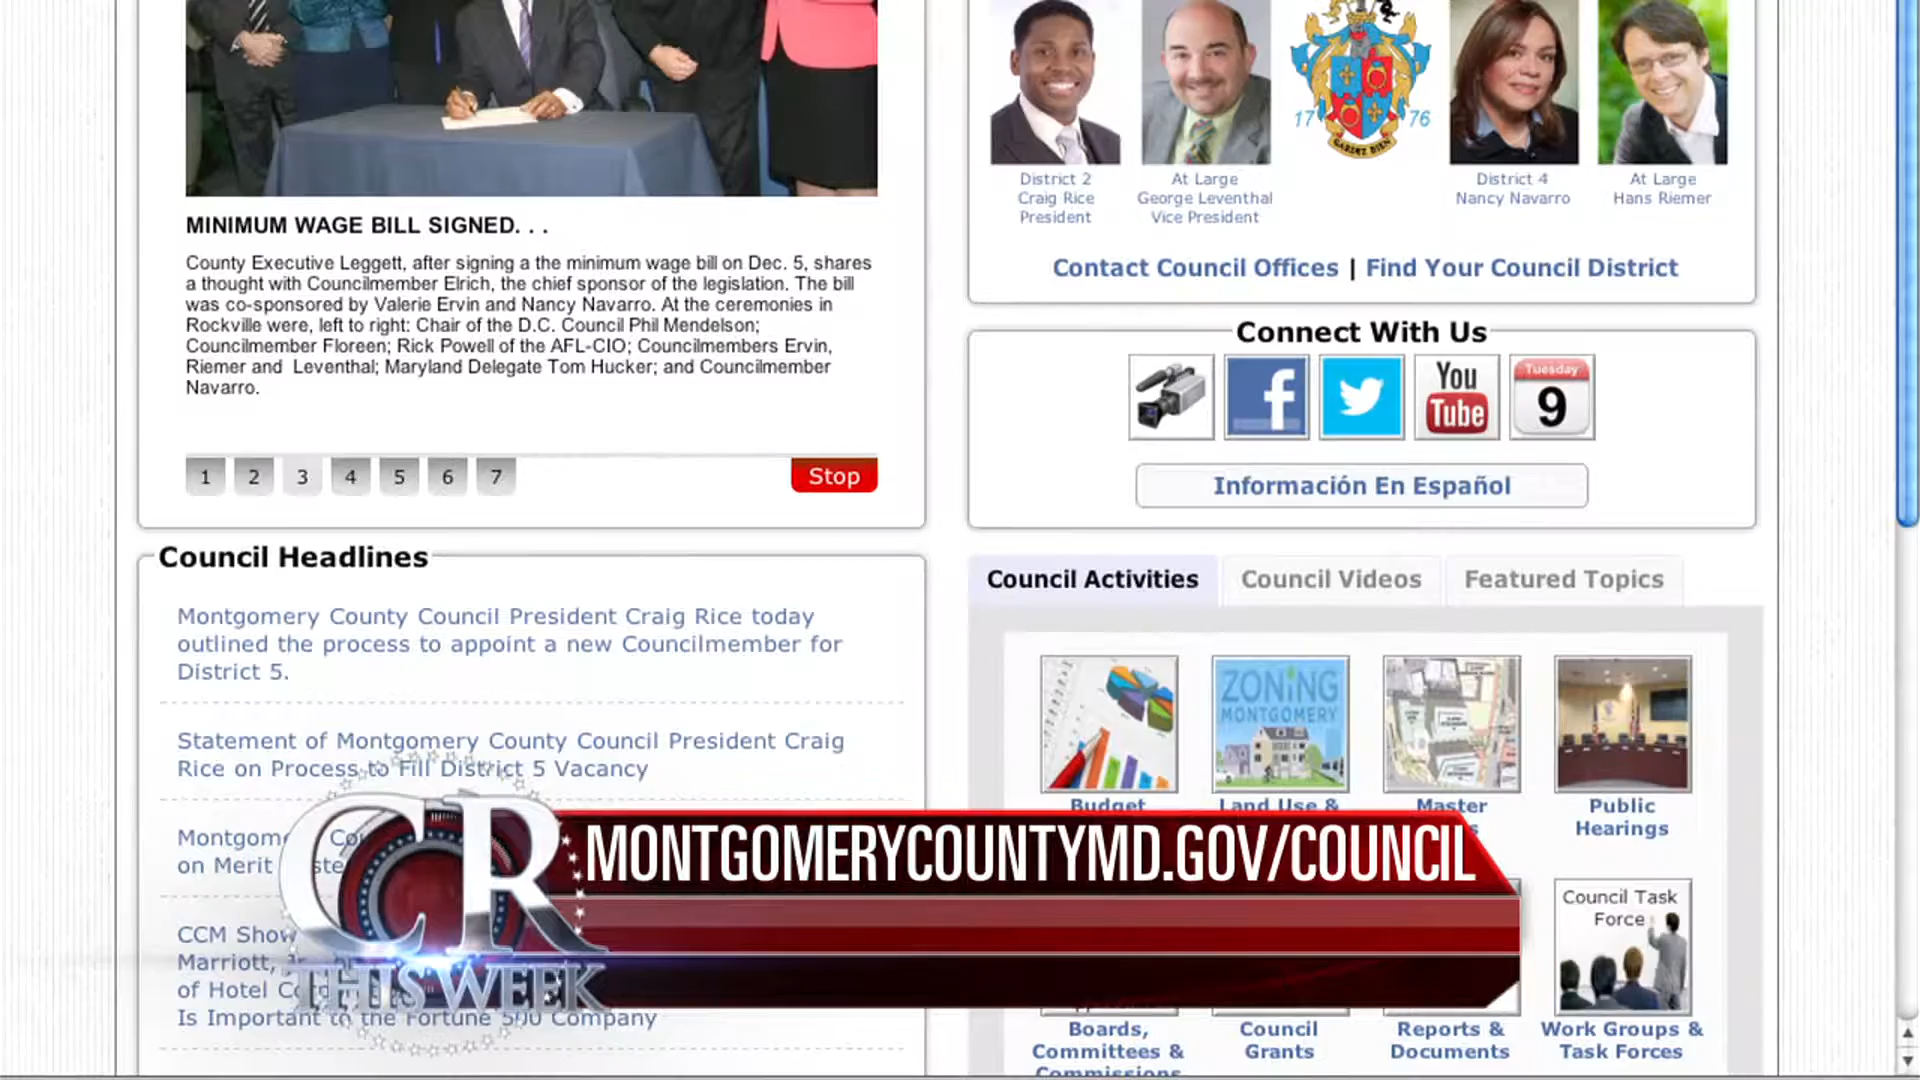 MINIMUM WAGE BILL SIGNED. . .
County Executive Leggett, after signing a the minimum wage bill on Dec. 5, shares
a thought with Councilmember Elrich, the chief sponsor of the legislation. The bill
was co-sponsored by Valerie Ervin and Nancy Navarro. At the ceremonies in
Rockville were, left to right: Chair of the D.C. Council Phil Mendelson;
Councilmember Floreen; Rick Powell of the AFL-CIO; Councilmembers Ervin,
Riemer and Leventhal; Maryland Delegate Tom Hucker; and Councilmember
Navarro.
1 2 3 4 5 6 7 Stop
17 76
GARDEZ BIEN
District 2
Craig Rice
President
At Large
George Leventhal
Vice President
District 4
Nancy Navarro
At Large
Hans Riemer
Contact Council Offices | Find Your Council District
Connect With Us
f
You
Tube
Tuesday
9
Información En Español
Council Headlines
Montgomery County Council President Craig Rice today
outlined the process to appoint a new Councilmember for
District 5.
Statement of Montgomery County Council President Craig
Rice on Process to Fill District 5 Vacancy
on Merit
CCM Show
Marriott,
of Hotel
Is Important to the Fortune 500 Company
Council Activities Council Videos Featured Topics
ZONING
MONTGOMERY
Budget
Land Use &
Master
Public
Hearings
Council Task
Force
Boards,
Committees &
Commissions
Council
Grants
Reports &
Documents
Work Groups &
Task Forces
CR
THIS WEEK
MONTGOMERYCOUNTYMD.GOV/COUNCIL